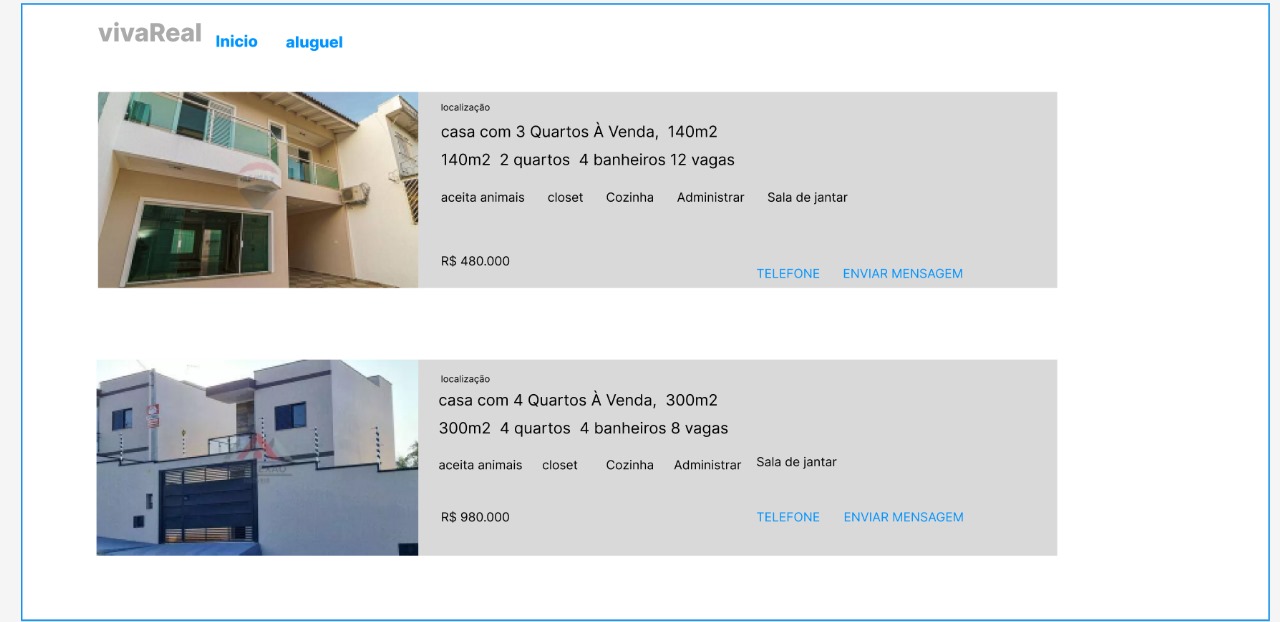 vivaReal Inicio aluguel
localização
casa com 3 Quartos À Venda, 140m2
140m2 2 quartos 4 banheiros 12 vagas
aceita animais closet Cozinha Administrar Sala de jantar
R$ 480.000
TELEFONE ENVIAR MENSAGEM
localização
casa com 4 Quartos À Venda, 300m2
300m2 4 quartos 4 banheiros 8 vagas
aceita animais closet Cozinha Administrar Sala de jantar
R$ 980.000 TELEFONE ENVIAR MENSAGEM